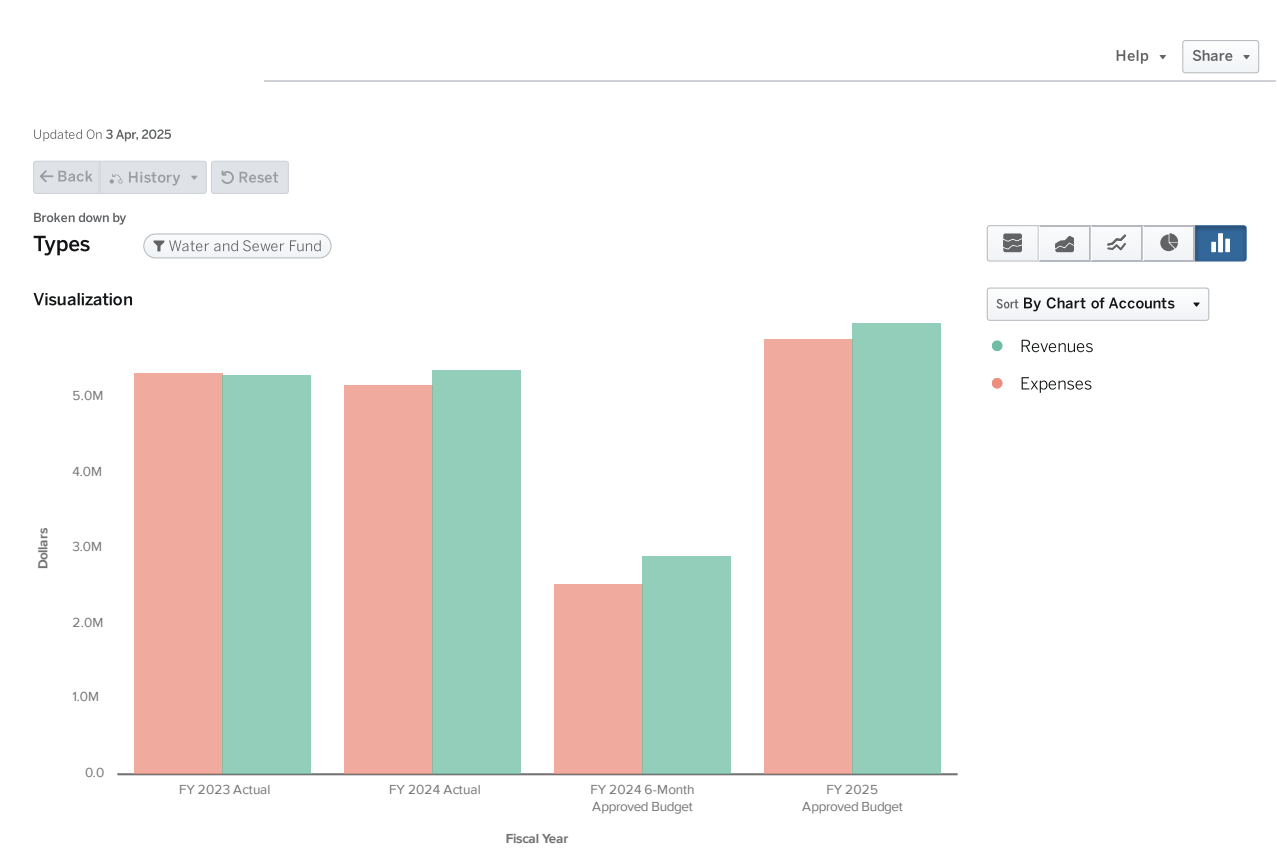 Help
Share
Updated On 3 Apr, 2025
Back
History
Reset
Broken down by
Types
Water and Sewer Fund
Visualization
Sort By Chart of Accounts
Revenues
Expenses
5.0M
4.0M
3.0M
2.0M
1.0M
0.0
Dollars
FY 2023 Actual
FY 2024 Actual
FY 2024 6-Month
Approved Budget
FY 2025
Approved Budget
Fiscal Year